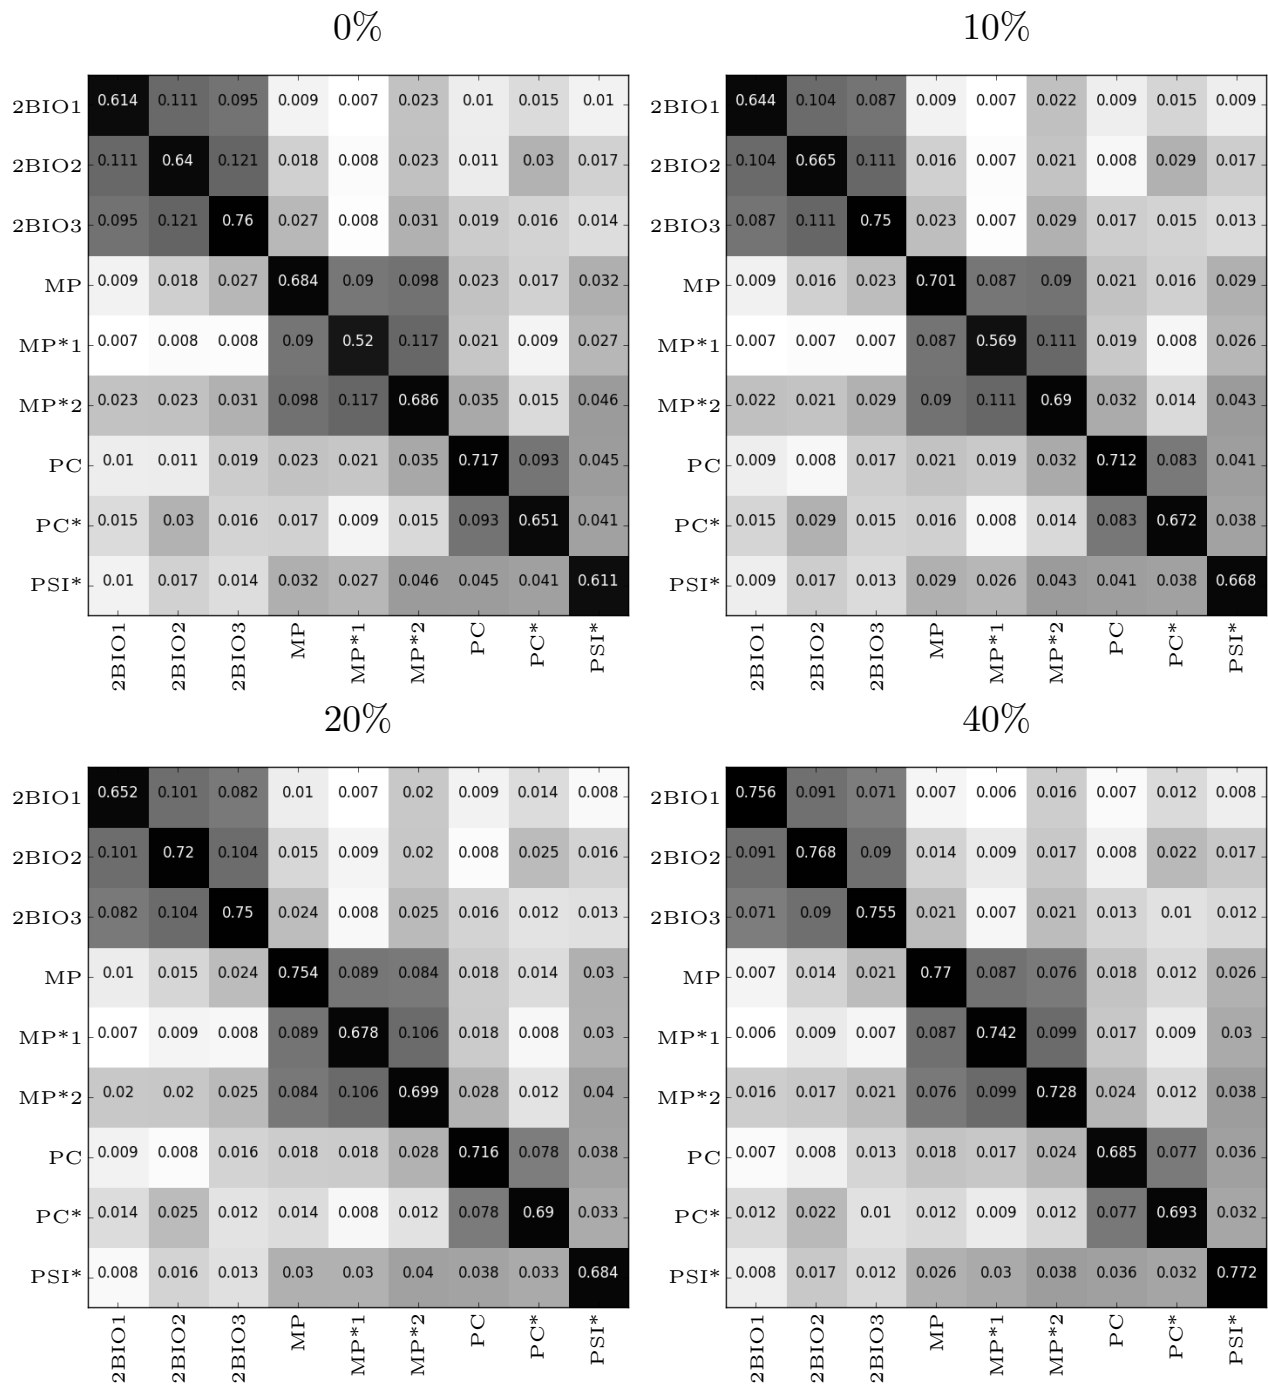 0%
2BIO1 0.614 0.111 0.095 0.009 0.007 0.023 0.01 0.015 0.01
2BIO2 0.111 0.64 0.121 0.018 0.008 0.023 0.011 0.03 0.017
2BIO3 0.095 0.121 0.76 0.027 0.008 0.031 0.019 0.016 0.014
MP 0.009 0.018 0.027 0.684 0.09 0.098 0.023 0.017 0.032
MP*1 0.007 0.008 0.008 0.09 0.52 0.117 0.021 0.009 0.027
MP*2 0.023 0.023 0.031 0.098 0.117 0.686 0.035 0.015 0.046
PC 0.01 0.011 0.019 0.023 0.021 0.035 0.717 0.093 0.045
PC* 0.015 0.03 0.016 0.017 0.009 0.015 0.093 0.651 0.041
PSI* 0.01 0.017 0.014 0.032 0.027 0.046 0.045 0.041 0.611
2BIO1 2BIO2 2BIO3 MP MP*1 MP*2 PC PC* PSI*
10%
2BIO1 0.644 0.104 0.087 0.009 0.007 0.022 0.009 0.015 0.009
2BIO2 0.104 0.665 0.111 0.016 0.007 0.021 0.008 0.029 0.017
2BIO3 0.087 0.111 0.75 0.023 0.007 0.029 0.017 0.015 0.013
MP 0.009 0.016 0.023 0.701 0.087 0.09 0.021 0.016 0.029
MP*1 0.007 0.007 0.007 0.087 0.569 0.111 0.019 0.008 0.026
MP*2 0.022 0.021 0.029 0.09 0.111 0.69 0.032 0.014 0.043
PC 0.009 0.008 0.017 0.021 0.019 0.032 0.712 0.083 0.041
PC* 0.015 0.029 0.015 0.016 0.008 0.014 0.083 0.672 0.038
PSI* 0.009 0.017 0.013 0.029 0.026 0.043 0.041 0.038 0.668
2BIO1 2BIO2 2BIO3 MP MP*1 MP*2 PC PC* PSI*
20%
2BIO1 0.652 0.101 0.082 0.01 0.007 0.02 0.009 0.014 0.008
2BIO2 0.101 0.72 0.104 0.015 0.009 0.02 0.008 0.025 0.016
2BIO3 0.082 0.104 0.75 0.024 0.008 0.025 0.016 0.012 0.013
MP 0.01 0.015 0.024 0.754 0.089 0.084 0.018 0.014 0.03
MP*1 0.007 0.009 0.008 0.089 0.678 0.106 0.018 0.008 0.03
MP*2 0.02 0.02 0.025 0.084 0.106 0.699 0.028 0.012 0.04
PC 0.009 0.008 0.016 0.018 0.018 0.028 0.716 0.078 0.038
PC* 0.014 0.025 0.012 0.014 0.008 0.012 0.078 0.69 0.033
PSI* 0.008 0.016 0.013 0.03 0.03 0.04 0.038 0.033 0.684
2BIO1 2BIO2 2BIO3 MP MP*1 MP*2 PC PC* PSI*
40%
2BIO1 0.756 0.091 0.071 0.007 0.006 0.016 0.007 0.012 0.008
2BIO2 0.091 0.768 0.09 0.014 0.009 0.017 0.008 0.022 0.017
2BIO3 0.071 0.09 0.755 0.021 0.007 0.021 0.013 0.01 0.012
MP 0.007 0.014 0.021 0.77 0.087 0.076 0.018 0.012 0.026
MP*1 0.006 0.009 0.007 0.087 0.742 0.099 0.017 0.009 0.03
MP*2 0.016 0.017 0.021 0.076 0.099 0.728 0.024 0.012 0.038
PC 0.007 0.008 0.013 0.018 0.017 0.024 0.685 0.077 0.036
PC* 0.012 0.022 0.01 0.012 0.009 0.012 0.077 0.693 0.032
PSI* 0.008 0.017 0.012 0.026 0.03 0.038 0.036 0.032 0.772
2BIO1 2BIO2 2BIO3 MP MP*1 MP*2 PC PC* PSI*